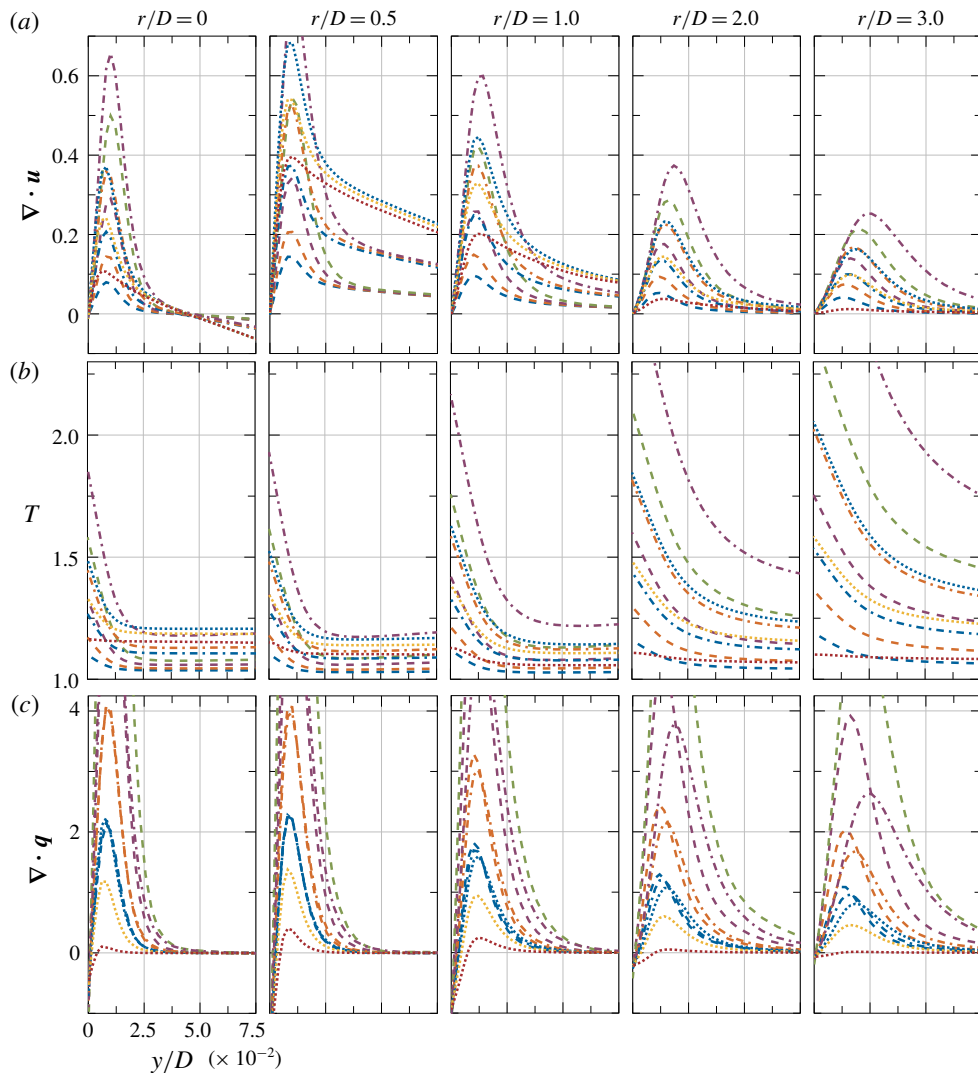 (a) r/D = 0 r/D = 0.5 r/D = 1.0 r/D = 2.0 r/D = 3.0
0.6
0.4
∇ · u
0.2
0
(b)
2.0
T
1.5
1.0
(c)
4
2
∇ · q
0
0 2.5 5.0 7.5
y/D (× 10⁻²)